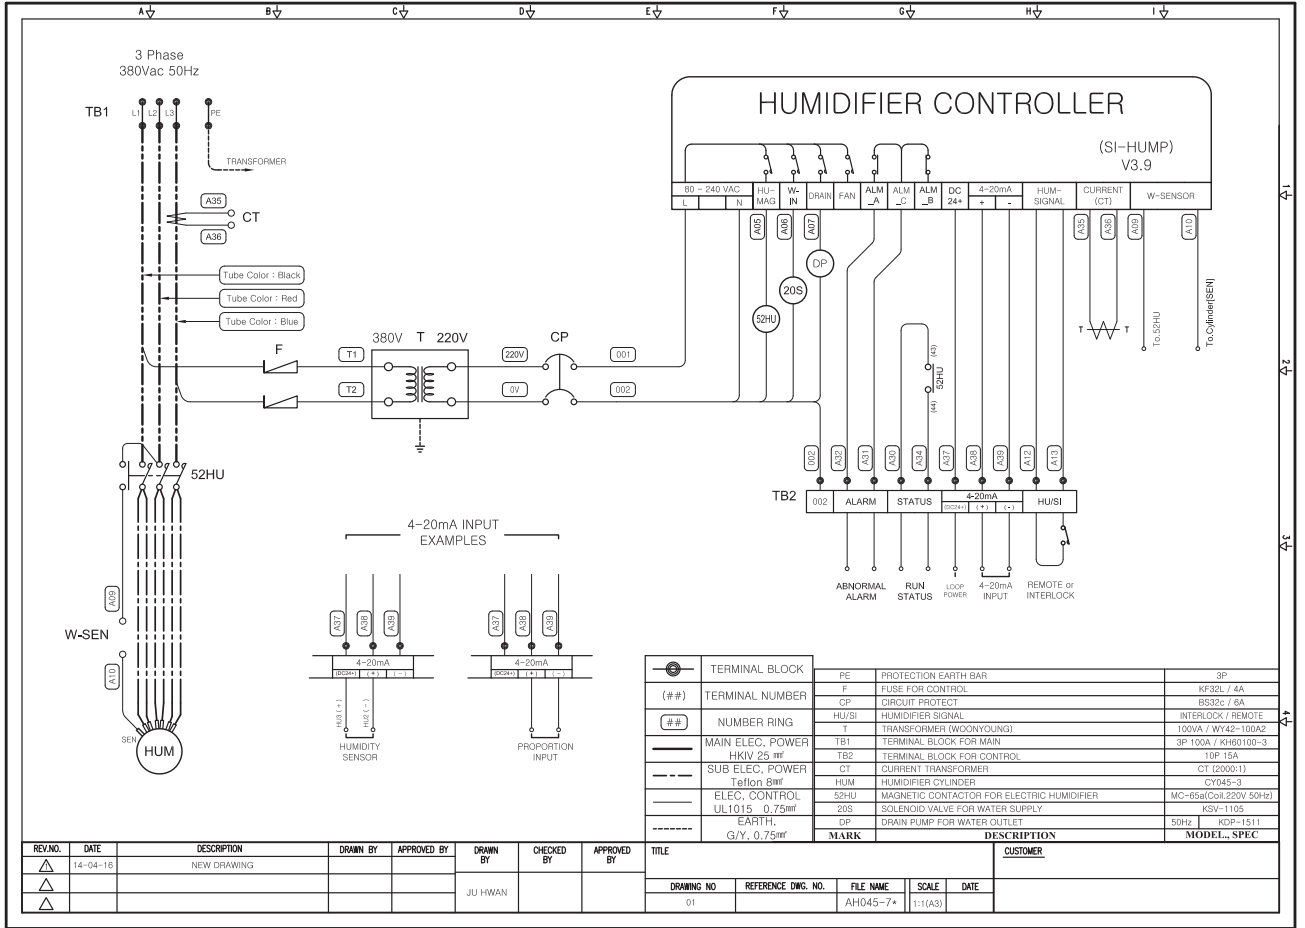 A B C D E F G H I
3 Phase
380Vac 50Hz
TB1
L1 L2 L3 PE
TRANSFORMER
A35
CT
A36
Tube Color : Black
Tube Color : Red
Tube Color : Blue
F
T1
T2
380V T 220V
220V
0V
CP
001
002
HUMIDIFIER CONTROLLER
(SI-HUMP)
V3.9
80 - 240 VAC
L N
HU-
MAG
W-
IN
DRAIN
FAN
ALM
_A
ALM
_C
ALM
_B
DC
24+
4-20mA
+ -
HUM-
SIGNAL
CURRENT
(CT)
W-SENSOR
A05 A06 A07 A35 A36 A09 A10
DP
20S
52HU
T T
To.52HU
To.Cylinder[SEN]
(43)
52HU
(44)
002 A32 A31 A30 A34 A37 A38 A39 A12 A13
TB2
002 ALARM STATUS 4-20mA HU/SI
(DC24+) (+) (-)
ABNORMAL
ALARM
RUN
STATUS
LOOP
POWER
4-20mA
INPUT
REMOTE or
INTERLOCK
1
2
3
4
52HU
A09
W-SEN
A10
SEN
HUM
4-20mA INPUT
EXAMPLES
A37 A38 A39
4-20mA
(DC24+) (+) (-)
HU3 (+)
HU2 (-)
HUMIDITY
SENSOR
A37 A38 A39
4-20mA
(DC24+) (+) (-)
PROPORTION
INPUT
TERMINAL BLOCK
(##) TERMINAL NUMBER
## NUMBER RING
MAIN ELEC, POWER
HKIV 25 mm²
SUB ELEC, POWER
Teflon 8mm²
ELEC, CONTROL
UL1015 0.75mm²
EARTH,
G/Y, 0.75mm²
PE PROTECTION EARTH BAR 3P
F FUSE FOR CONTROL KF32L / 4A
CP CIRCUIT PROTECT BS32L / 6A
HU/SI HUMIDIFIER SIGNAL INTERLOCK / REMOTE
T TRANSFORMER (WOONYOUNG) 100VA / WY42-100A2
TB1 TERMINAL BLOCK FOR MAIN 3P 100A / KH60100-3
TB2 TERMINAL BLOCK FOR CONTROL 10P 15A
CT CURRENT TRANSFORMER CT (2000:1)
HUM HUMIDIFIER CYLINDER CY045-3
52HU MAGNETIC CONTACTOR FOR ELECTRIC HUMIDIFIER MC-65a(Coil.220V 50Hz)
20S SOLENOID VALVE FOR WATER SUPPLY KSV-1105
DP DRAIN PUMP FOR WATER OUTLET 50Hz KDP-1511
MARK DESCRIPTION MODEL., SPEC
REV.NO. DATE DESCRIPTION DRAWN BY APPROVED BY
1 14-04-16 NEW DRAWING
DRAWN
BY
CHECKED
BY
APPROVED
BY
JU HWAN
TITLE
CUSTOMER
DRAWING NO REFERENCE DWG. NO. FILE NAME SCALE DATE
01 AH045-7* 1:1(A3)